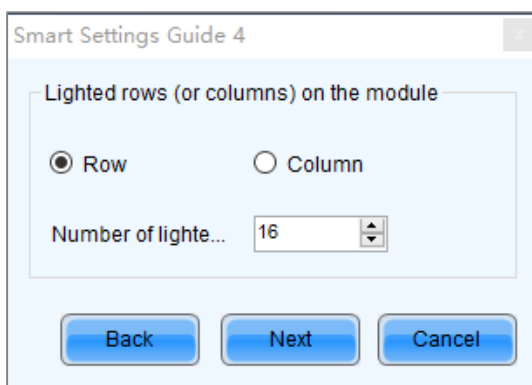 Smart Settings Guide 4
Lighted rows (or columns) on the module
Row Column
Number of lighte... 16
Back Next Cancel